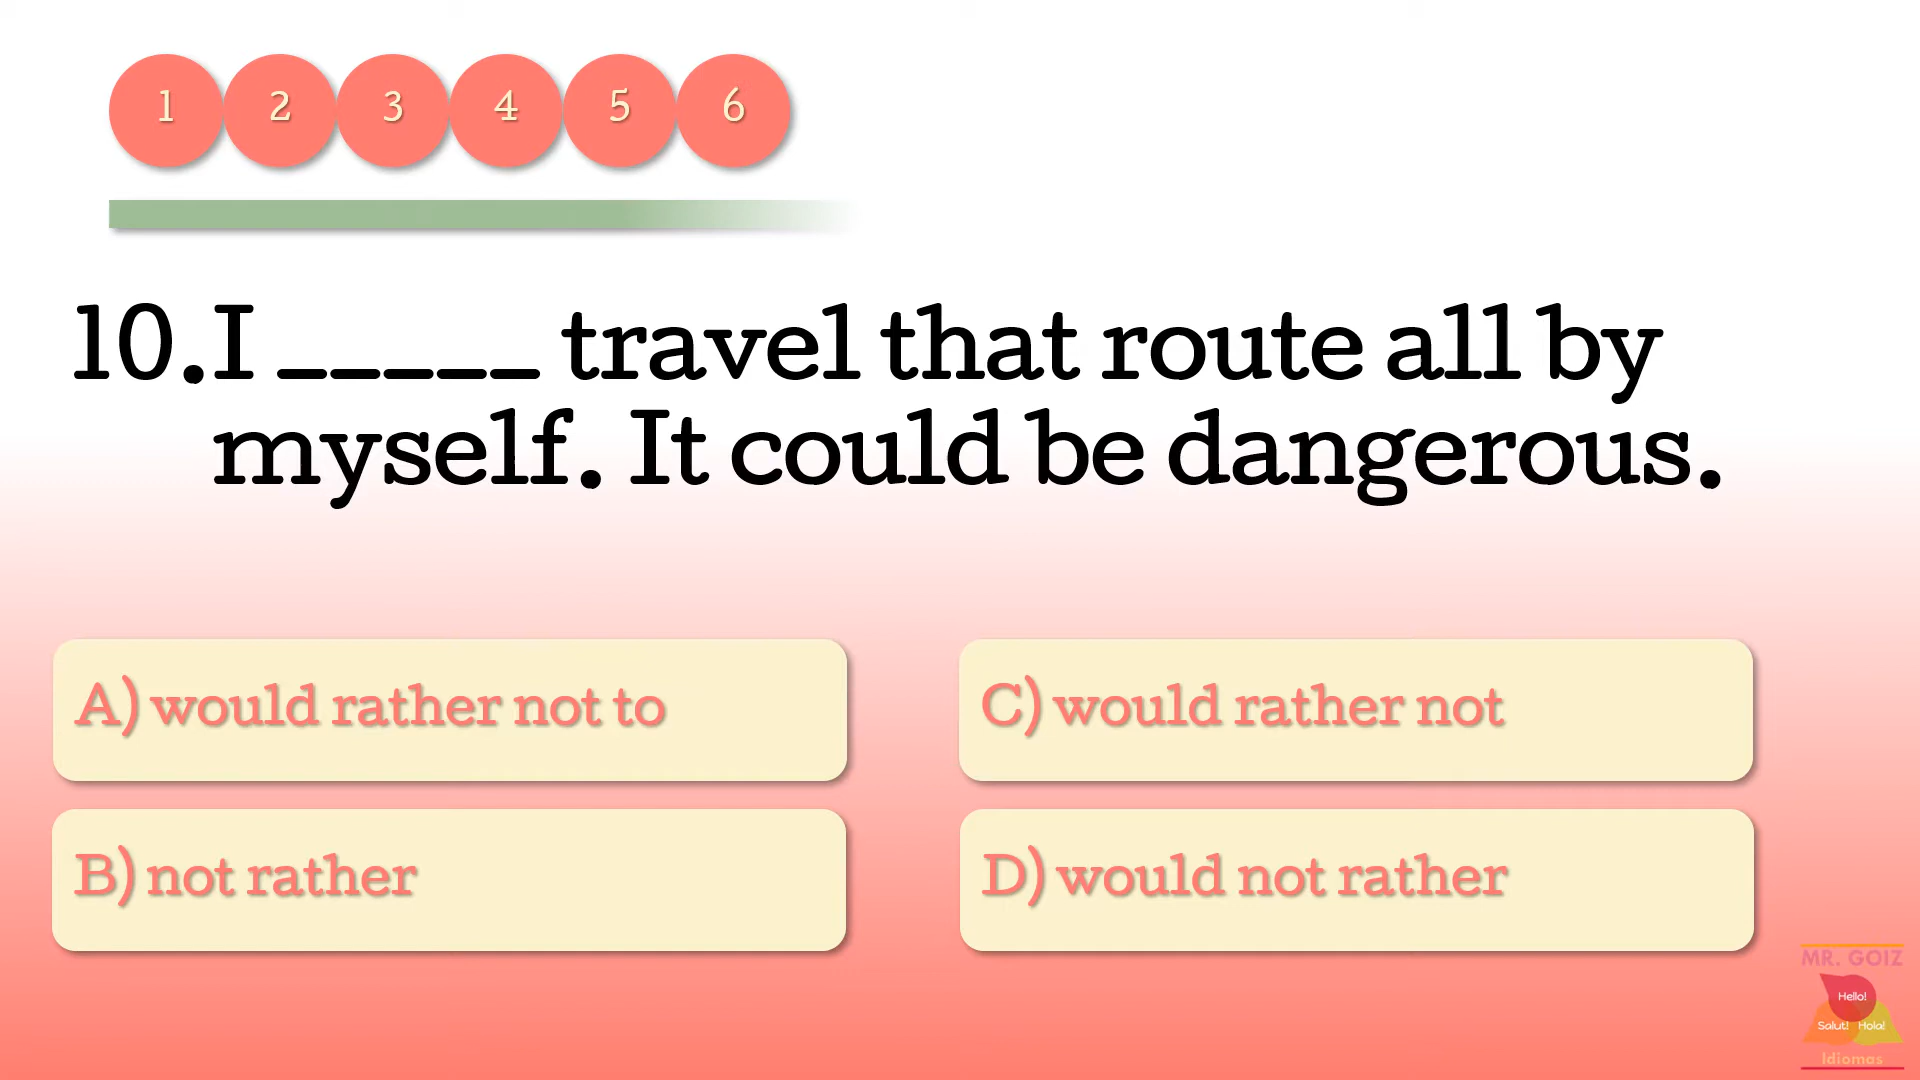 1 2 3 4 5 6
10. I _____ travel that route all by
myself. It could be dangerous.
A) would rather not to
C) would rather not
B) not rather
D) would not rather
MR. GOIZ
Hello!
Salut! Hola!
Idiomas